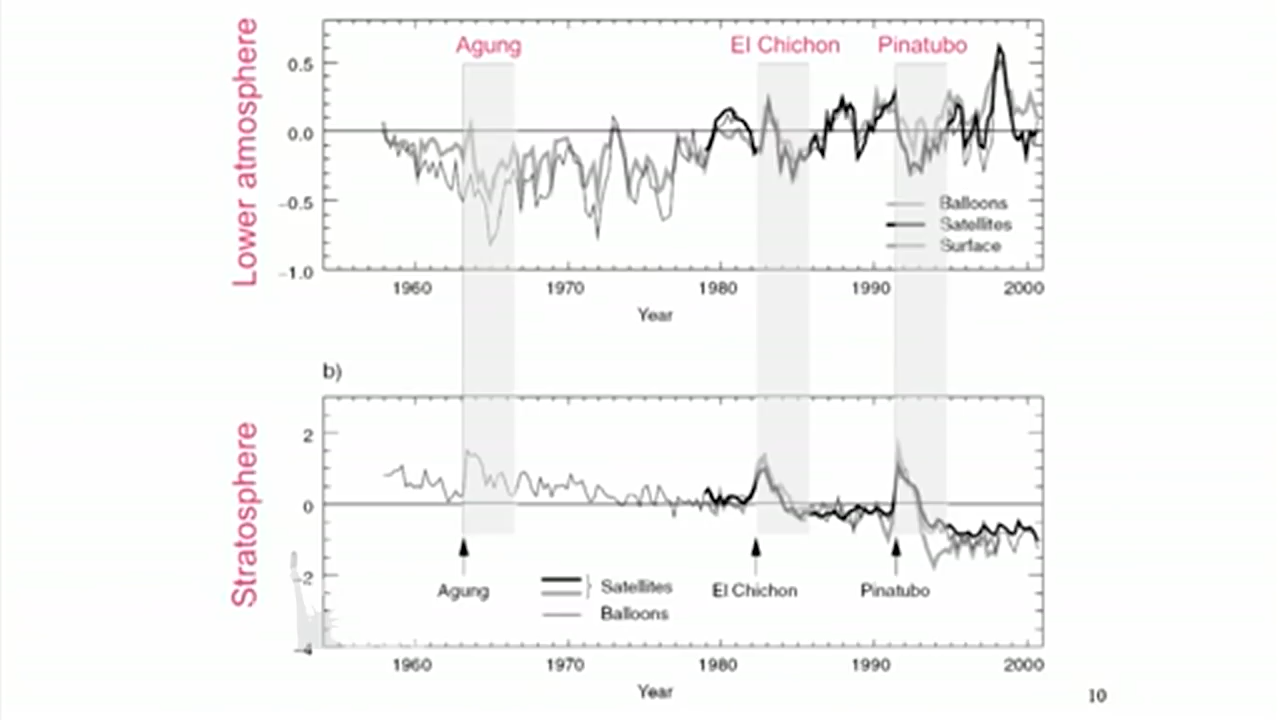 Agung El Chichon Pinatubo
Lower atmosphere
0.5
0.0
−0.5
−1.0
Balloons
Satellites
Surface
1960 1970 1980 1990 2000
Year
b)
Stratosphere
2
0
−2
−4
Agung El Chichon Pinatubo
Satellites
Balloons
1960 1970 1980 1990 2000
Year
10